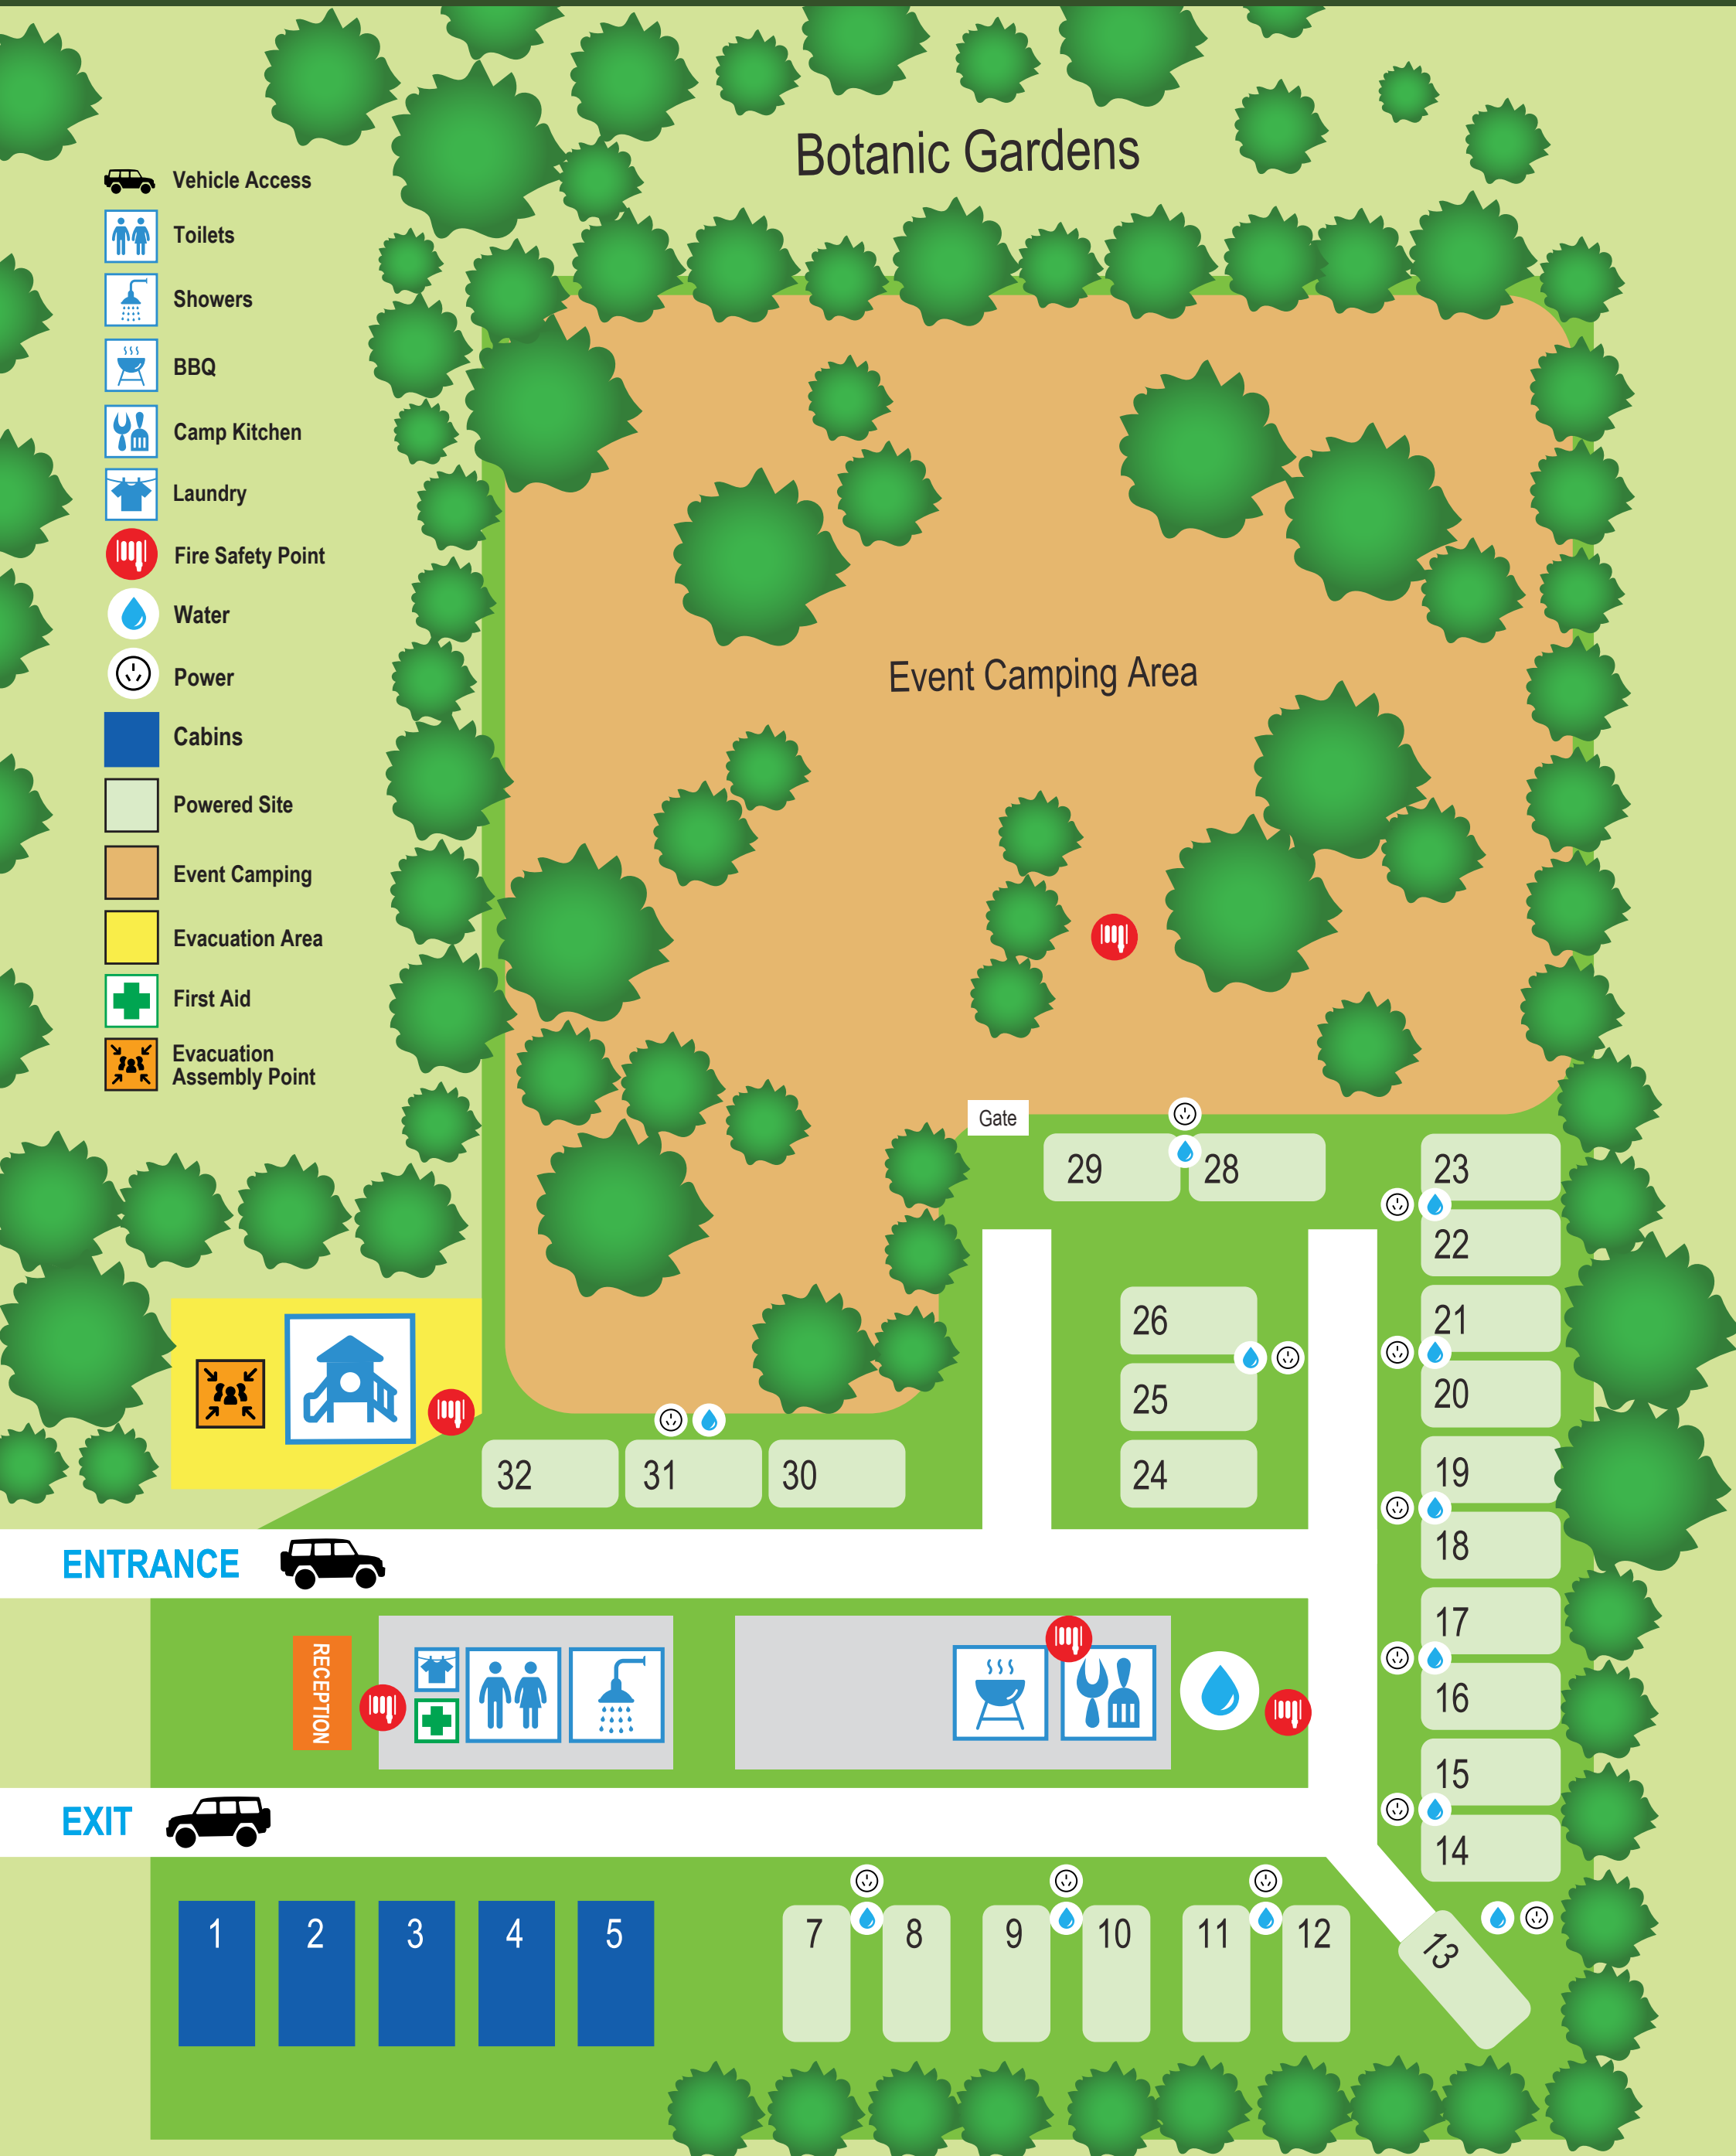 Botanic Gardens
Vehicle Access
Toilets
Showers
BBQ
Camp Kitchen
Laundry
Fire Safety Point
Water
Power
Cabins
Powered Site
Event Camping
Evacuation Area
First Aid
Evacuation
Assembly Point
Event Camping Area
Gate
29
28
23
22
26
21
25
20
32
31
30
24
19
18
ENTRANCE
17
RECEPTION
16
15
EXIT
14
1
2
3
4
5
7
8
9
10
11
12
13